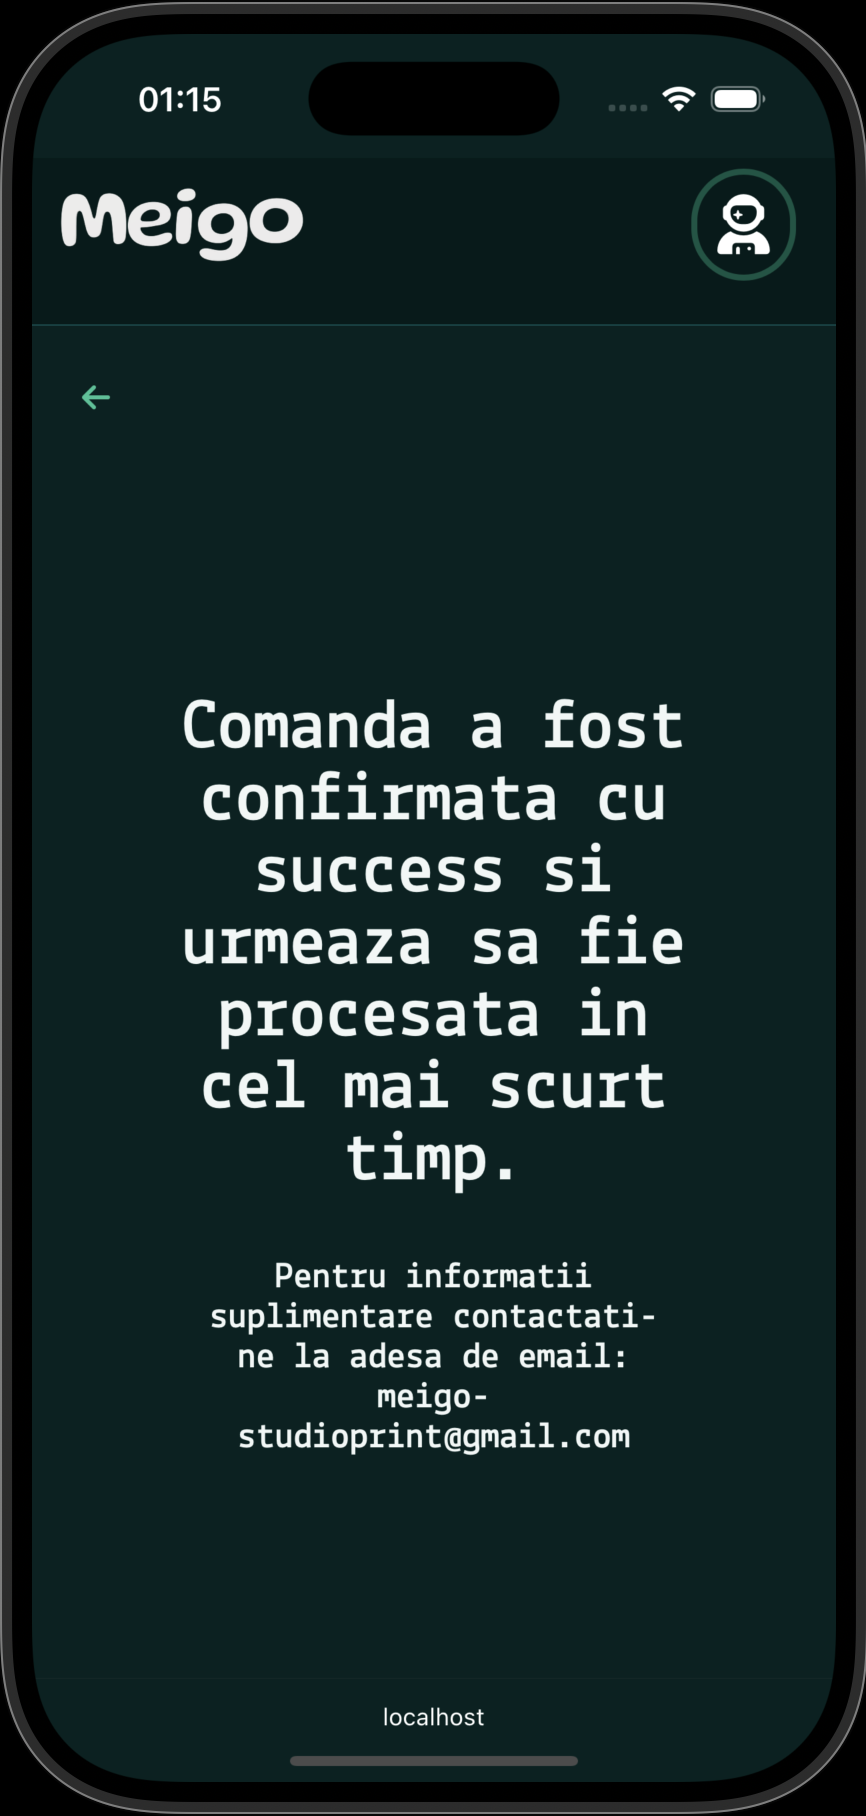 01:15
Meigo
Comanda a fost
confirmata cu
success si
urmeaza sa fie
procesata in
cel mai scurt
timp.
Pentru informatii
suplimentare contactati-
ne la adesa de email:
meigo-
studioprint@gmail.com
localhost